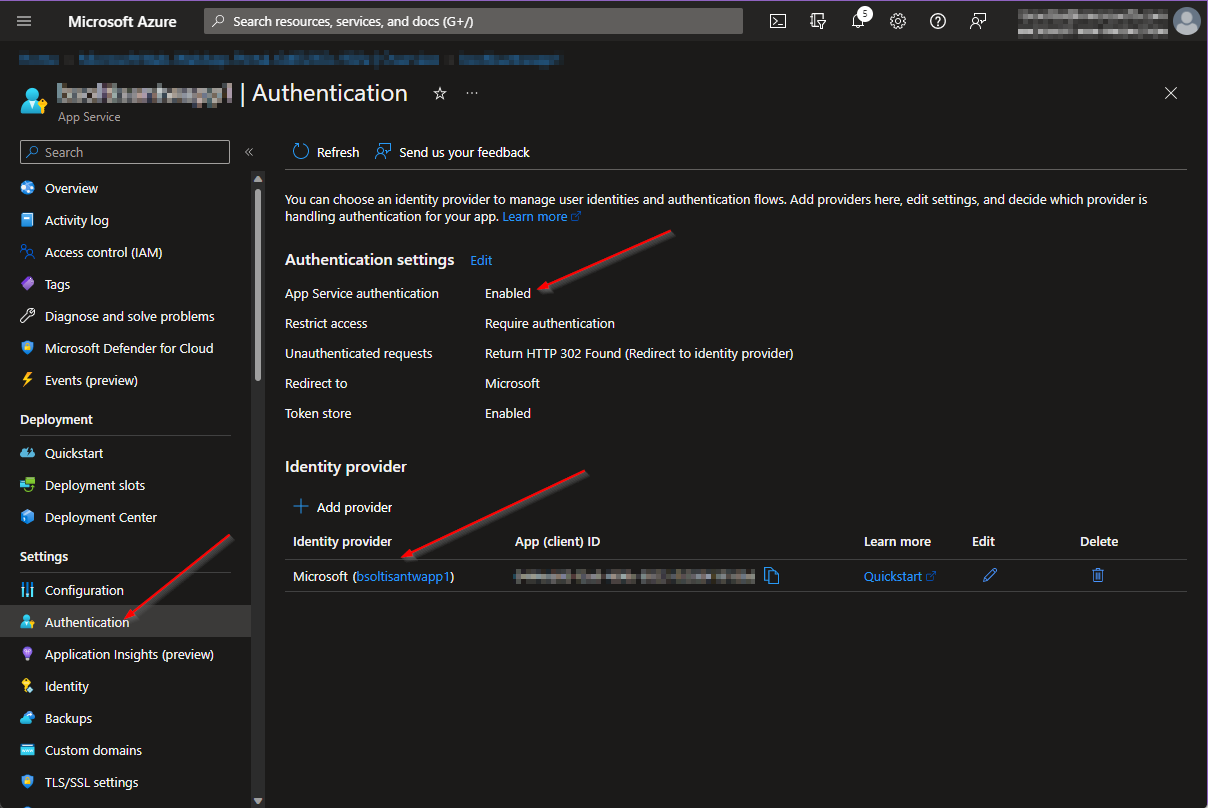 Microsoft Azure
Search resources, services, and docs (G+/)
5
| Authentication
App Service
Search
Refresh
Send us your feedback
Overview
Activity log
Access control (IAM)
Tags
Diagnose and solve problems
Microsoft Defender for Cloud
Events (preview)
Deployment
Quickstart
Deployment slots
Deployment Center
Settings
Configuration
Authentication
Application Insights (preview)
Identity
Backups
Custom domains
TLS/SSL settings
You can choose an identity provider to manage user identities and authentication flows. Add providers here, edit settings, and decide which provider is
handling authentication for your app. Learn more
Authentication settings Edit
App Service authentication Enabled
Restrict access Require authentication
Unauthenticated requests Return HTTP 302 Found (Redirect to identity provider)
Redirect to Microsoft
Token store Enabled
Identity provider
Add provider
Identity provider App (client) ID Learn more Edit Delete
Microsoft (bsoltisantwapp1) Quickstart